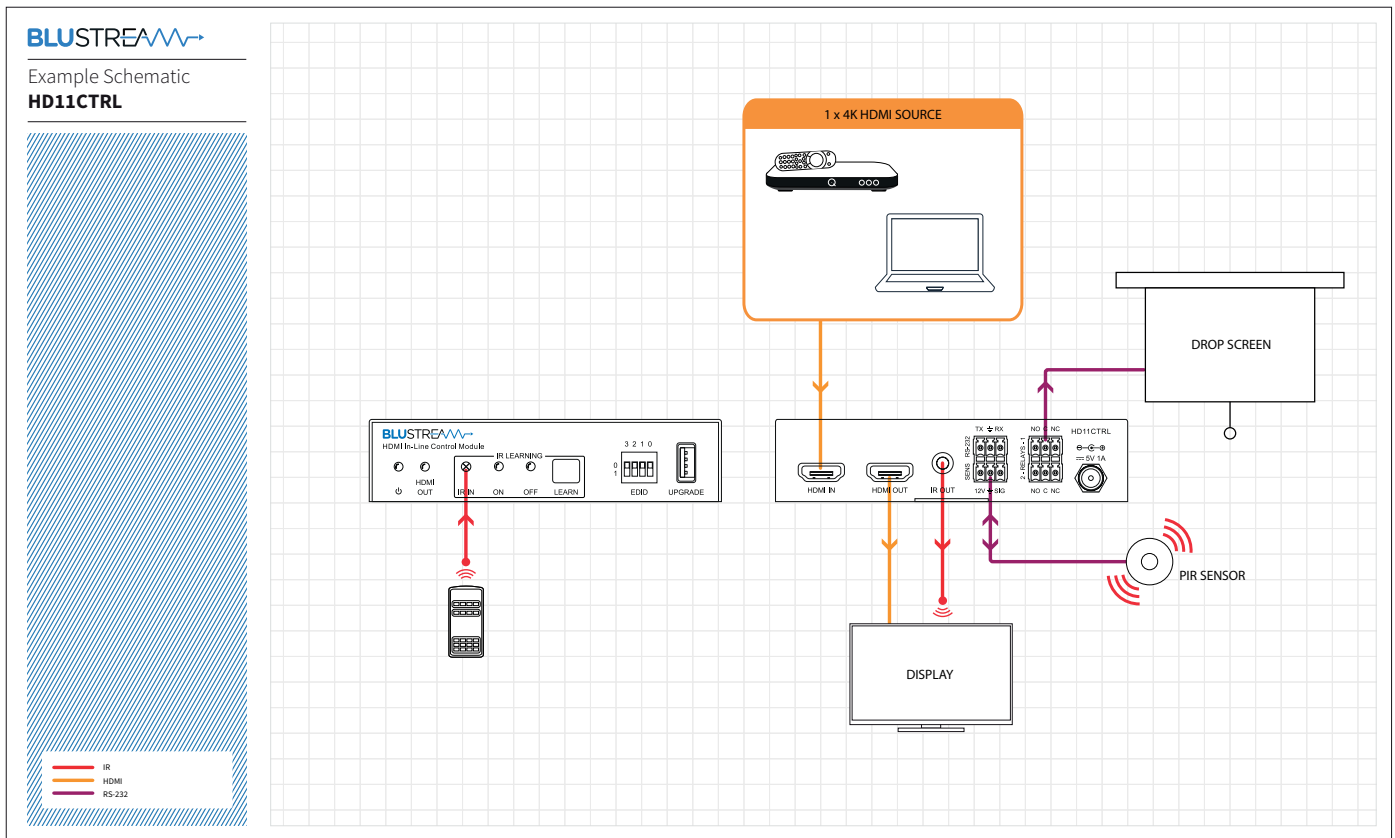 BLUSTREAM
Example Schematic
HD11CTRL
1 x 4K HDMI SOURCE
DROP SCREEN
BLUSTREAM
HDMI In-Line Control Module
IR LEARNING
HDMI
OUT
IR IN
ON
OFF
LEARN
3 2 1 0
0
1
EDID
UPGRADE
HDMI IN
HDMI OUT
IR OUT
TX RX
RS-232
SENS
12V SIG
NO C NC
2 - RELAYS - 1
NO C NC
HD11CTRL
5V 1A
PIR SENSOR
DISPLAY
IR
HDMI
RS-232